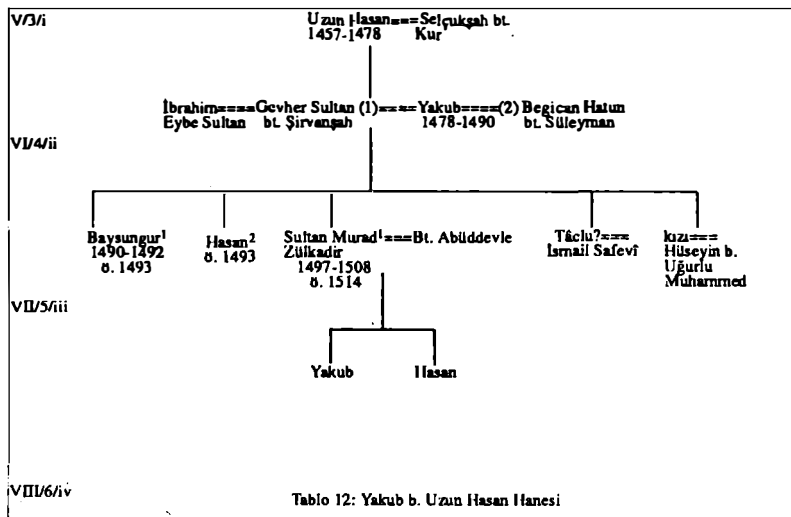 V/3/i
Uzun Hasan===Selçukşah bt.
1457-1478 Kur
İbrahim====Gevher Sultan (1)====Yakub====(2) Begican Hatun
Eybe Sultan bt. Şirvanşah 1478-1490 bt. Süleyman
VI/4/ii
Baysungur¹ Hasan² Sultan Murad¹===Bt. Abüddevle Tâclu?==== kızı===
1490-1492 ö. 1493 Zülkadir İsmail Safevî Hüseyin b.
ö. 1493 1497-1508 Uğurlu
ö. 1514 Muhammed
VII/5/iii
Yakub Hasan
VIII/6/iv
Tablo 12: Yakub b. Uzun Hasan Hanesi